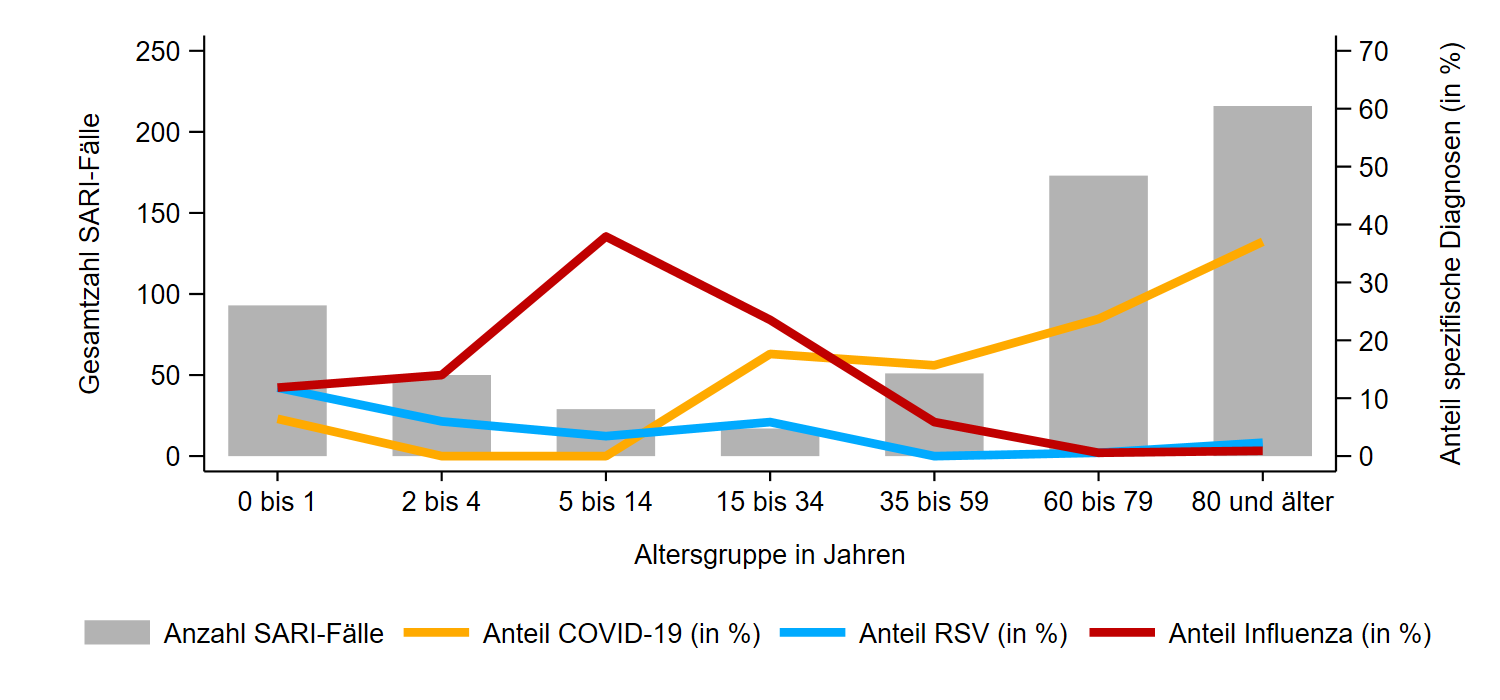 Gesamtzahl SARI-Fälle
250
200
150
100
50
0
70
60
50
40
30
20
10
0
Anteil spezifische Diagnosen (in %)
0 bis 1
2 bis 4
5 bis 14
15 bis 34
35 bis 59
60 bis 79
80 und älter
Altersgruppe in Jahren
Anzahl SARI-Fälle
Anteil COVID-19 (in %)
Anteil RSV (in %)
Anteil Influenza (in %)